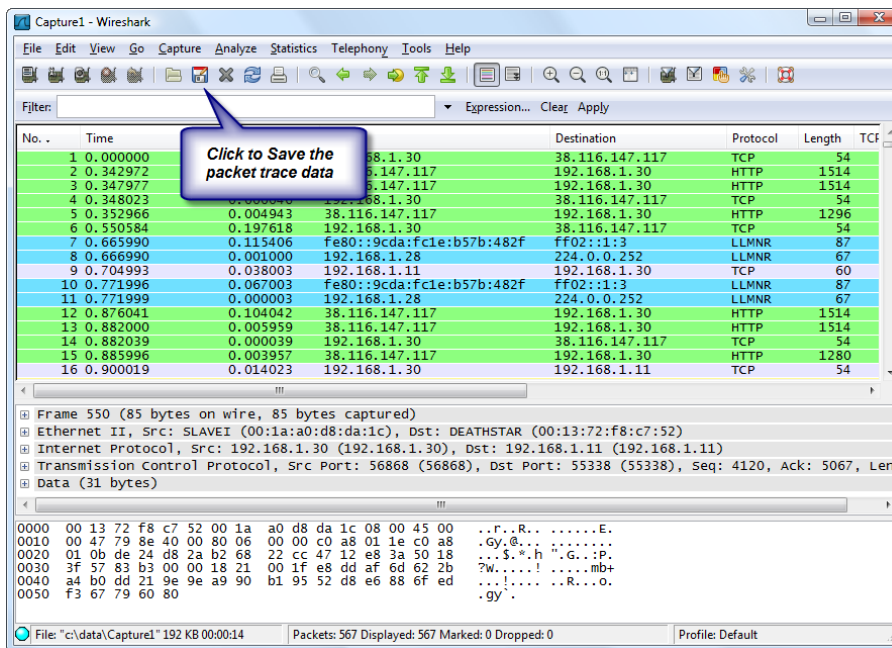 Capture1 - Wireshark
File Edit View Go Capture Analyze Statistics Telephony Tools Help
Filter: Expression... Clear Apply
No. . Time Destination Protocol Length TCP
Click to Save the
packet trace data
1 0.000000 68.1.30 38.116.147.117 TCP 54
2 0.342972 .147.117 192.168.1.30 HTTP 1514
3 0.347977 .147.117 192.168.1.30 HTTP 1514
4 0.348023 0.000046 192.168.1.30 38.116.147.117 TCP 54
5 0.352966 0.004943 38.116.147.117 192.168.1.30 HTTP 1296
6 0.550584 0.197618 192.168.1.30 38.116.147.117 TCP 54
7 0.665990 0.115406 fe80::9cda:fc1e:b57b:482f ff02::1:3 LLMNR 87
8 0.666990 0.001000 192.168.1.28 224.0.0.252 LLMNR 67
9 0.704993 0.038003 192.168.1.11 192.168.1.30 TCP 60
10 0.771996 0.067003 fe80::9cda:fc1e:b57b:482f ff02::1:3 LLMNR 87
11 0.771999 0.000003 192.168.1.28 224.0.0.252 LLMNR 67
12 0.876041 0.104042 38.116.147.117 192.168.1.30 HTTP 1514
13 0.882000 0.005959 38.116.147.117 192.168.1.30 HTTP 1514
14 0.882039 0.000039 192.168.1.30 38.116.147.117 TCP 54
15 0.885996 0.003957 38.116.147.117 192.168.1.30 HTTP 1280
16 0.900019 0.014023 192.168.1.30 192.168.1.11 TCP 54
Frame 550 (85 bytes on wire, 85 bytes captured)
Ethernet II, Src: SLAVEI (00:1a:a0:d8:da:1c), Dst: DEATHSTAR (00:13:72:f8:c7:52)
Internet Protocol, Src: 192.168.1.30 (192.168.1.30), Dst: 192.168.1.11 (192.168.1.11)
Transmission Control Protocol, Src Port: 56868 (56868), Dst Port: 55338 (55338), Seq: 4120, Ack: 5067, Len
Data (31 bytes)
0000 00 13 72 f8 c7 52 00 1a a0 d8 da 1c 08 00 45 00 ..r..R.. ......E.
0010 00 47 79 8e 40 00 80 06 00 00 c0 a8 01 1e c0 a8 .Gy.@... ........
0020 01 0b de 24 d8 2a b2 68 22 cc 47 12 e8 3a 50 18 ...$.*.h ".G..:P.
0030 3f 57 83 b3 00 00 18 21 00 1f e8 dd af 6d 62 2b ?W.....! .....mb+
0040 a4 b0 dd 21 9e 9e a9 90 b1 95 52 d8 e6 88 6f ed ...!.... ..R...o.
0050 f3 67 79 60 80 .gy`.
File: "c:\data\Capture1" 192 KB 00:00:14 Packets: 567 Displayed: 567 Marked: 0 Dropped: 0 Profile: Default